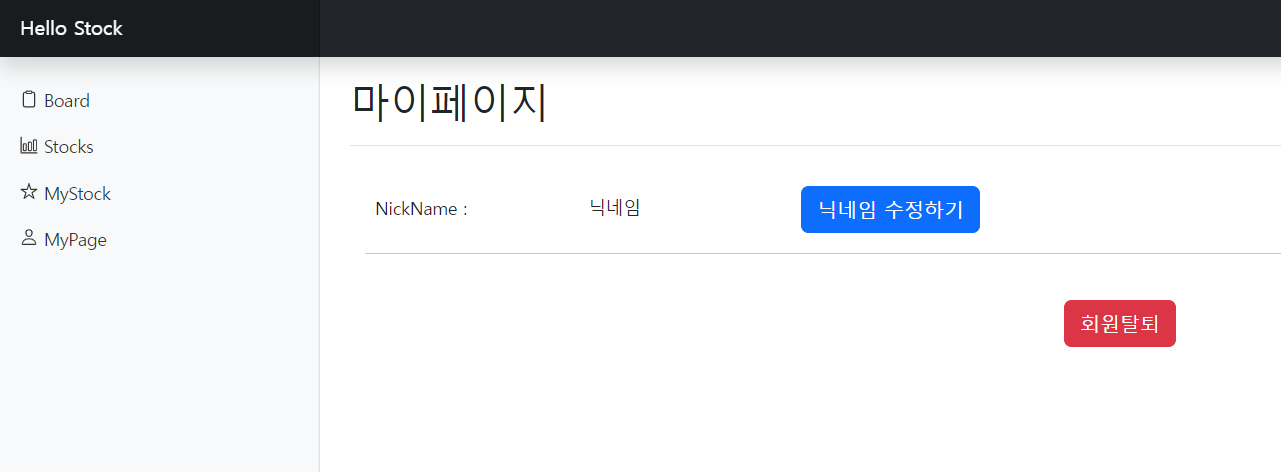 Hello Stock
Board
Stocks
MyStock
MyPage
마이페이지
NickName : 닉네임 닉네임 수정하기
회원탈퇴